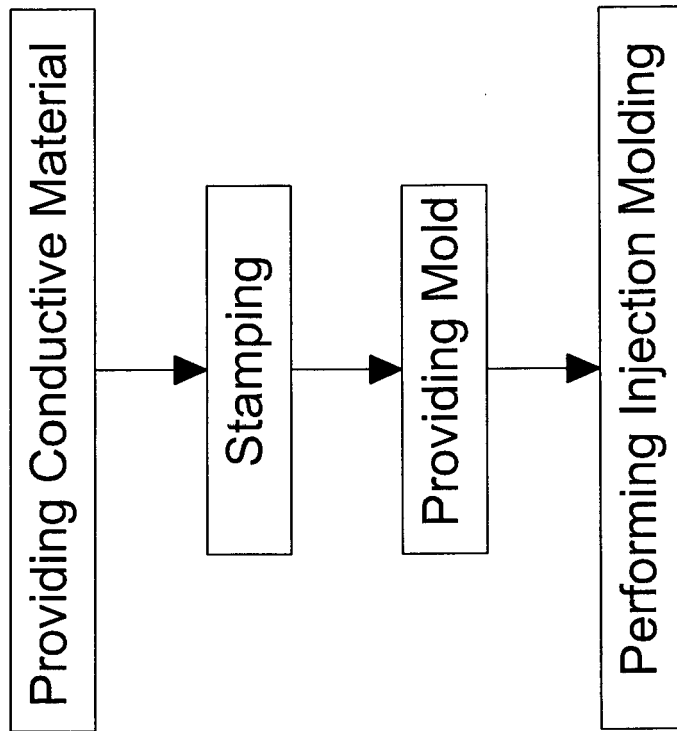 Providing Conductive Material
Stamping
Providing Mold
Performing Injection Molding